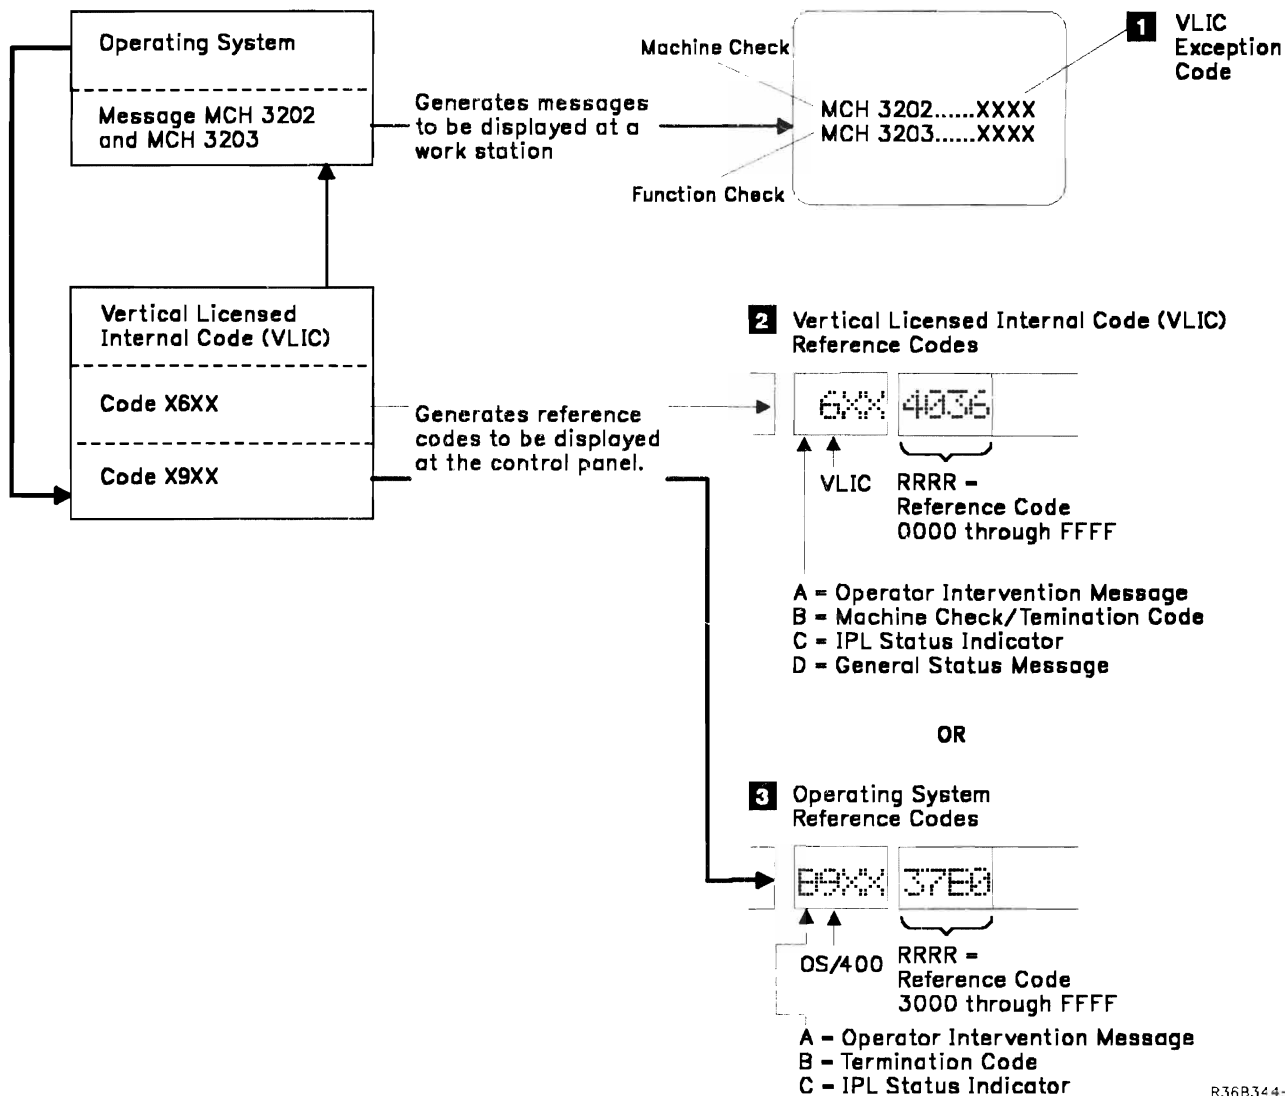 Operating System
Message MCH 3202
and MCH 3203
Generates messages
to be displayed at a
work station
Machine Check
MCH 3202......XXXX
MCH 3203......XXXX
Function Check
1 VLIC
Exception
Code
Vertical Licensed
Internal Code (VLIC)
Code X6XX
Code X9XX
Generates reference
codes to be displayed
at the control panel.
2 Vertical Licensed Internal Code (VLIC)
Reference Codes
6XX 4036
VLIC
RRRR =
Reference Code
0000 through FFFF
A = Operator Intervention Message
B = Machine Check/Temination Code
C = IPL Status Indicator
D = General Status Message
OR
3 Operating System
Reference Codes
B9XX 37E0
OS/400
RRRR =
Reference Code
3000 through FFFF
A = Operator Intervention Message
B = Termination Code
C = IPL Status Indicator
R36B344-